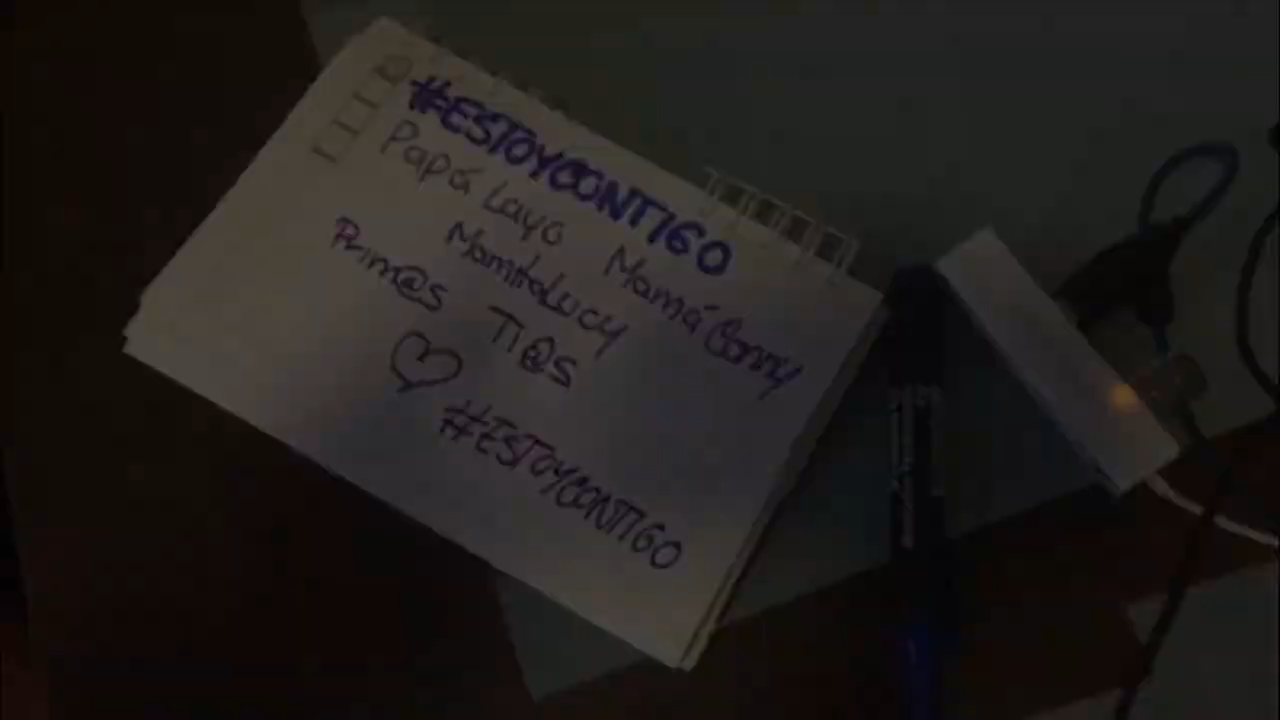 #ESTOYCONTIGO
Papá Layo Mamá Conny
MamitaLucy
Prim@s Ti@s
#ESTOYCONTIGO